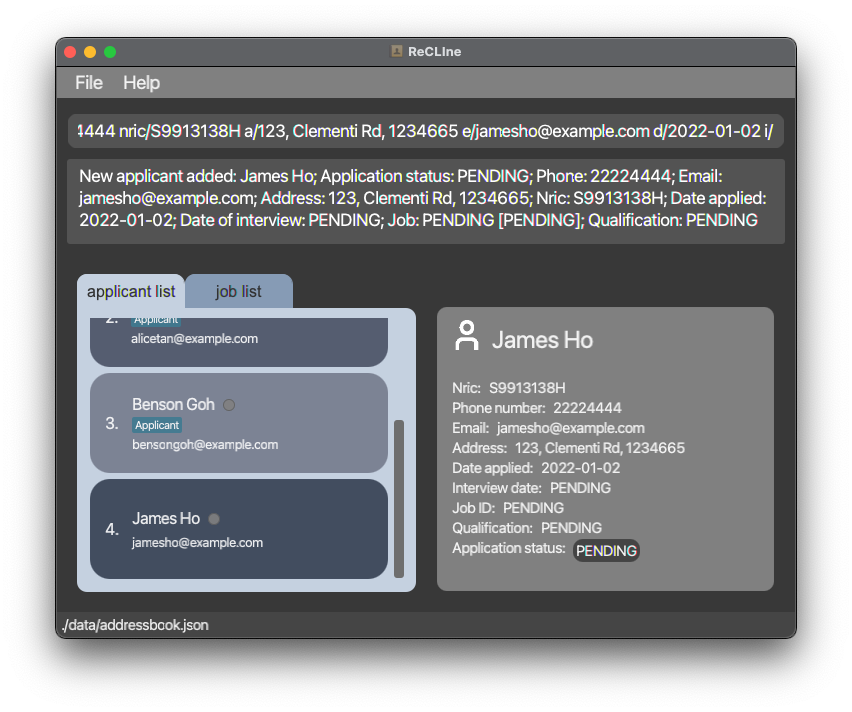 ReCLIne
File Help
4444 nric/S9913138H a/123, Clementi Rd, 1234665 e/jamesho@example.com d/2022-01-02 i/
New applicant added: James Ho; Application status: PENDING; Phone: 22224444; Email:
jamesho@example.com; Address: 123, Clementi Rd, 1234665; Nric: S9913138H; Date applied:
2022-01-02; Date of interview: PENDING; Job: PENDING [PENDING]; Qualification: PENDING
applicant list job list
2. Applicant
alicetan@example.com
3. Benson Goh
Applicant
bensongoh@example.com
4. James Ho
jamesho@example.com
James Ho
Nric: S9913138H
Phone number: 22224444
Email: jamesho@example.com
Address: 123, Clementi Rd, 1234665
Date applied: 2022-01-02
Interview date: PENDING
Job ID: PENDING
Qualification: PENDING
Application status: PENDING
./data/addressbook.json